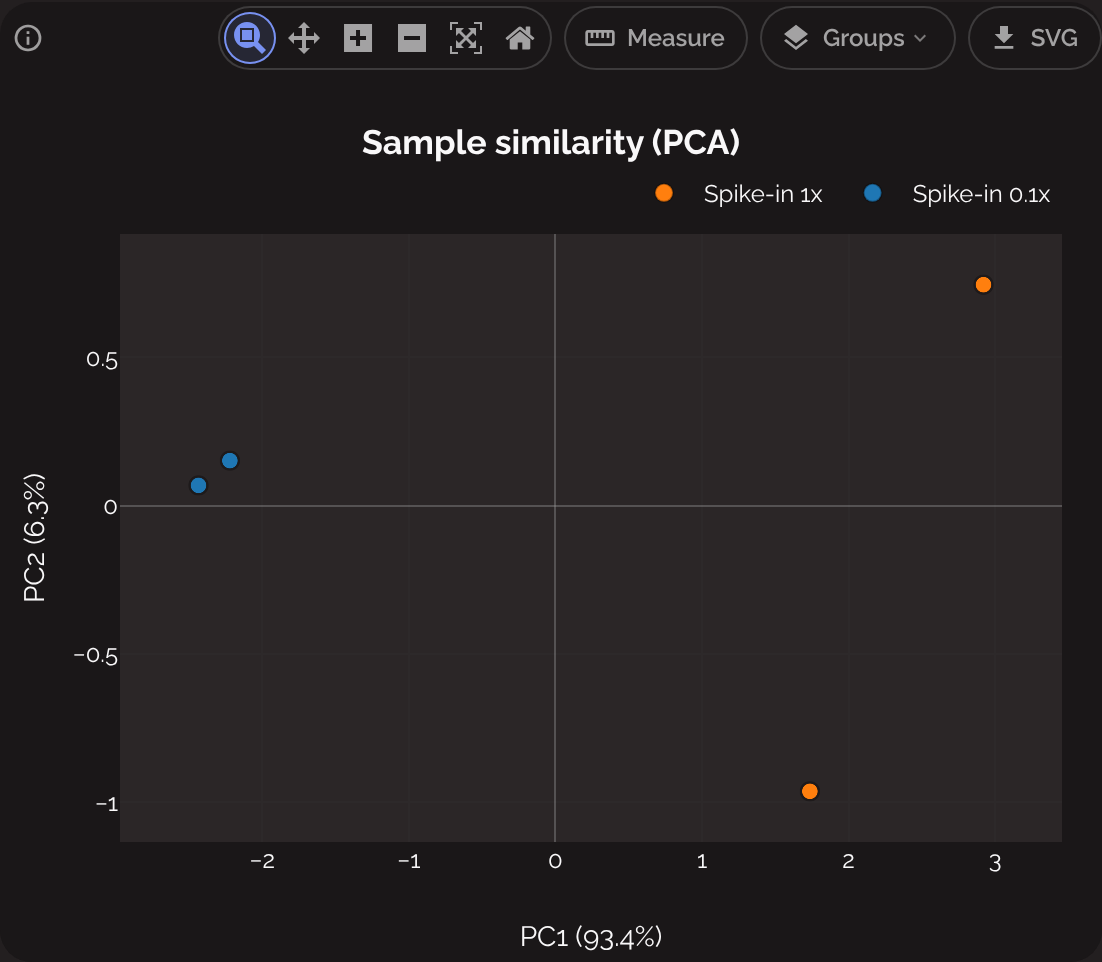 Measure Groups SVG
Sample similarity (PCA)
Spike-in 1x Spike-in 0.1x
0.5
0
−0.5
−1
PC2 (6.3%)
−2 −1 0 1 2 3
PC1 (93.4%)